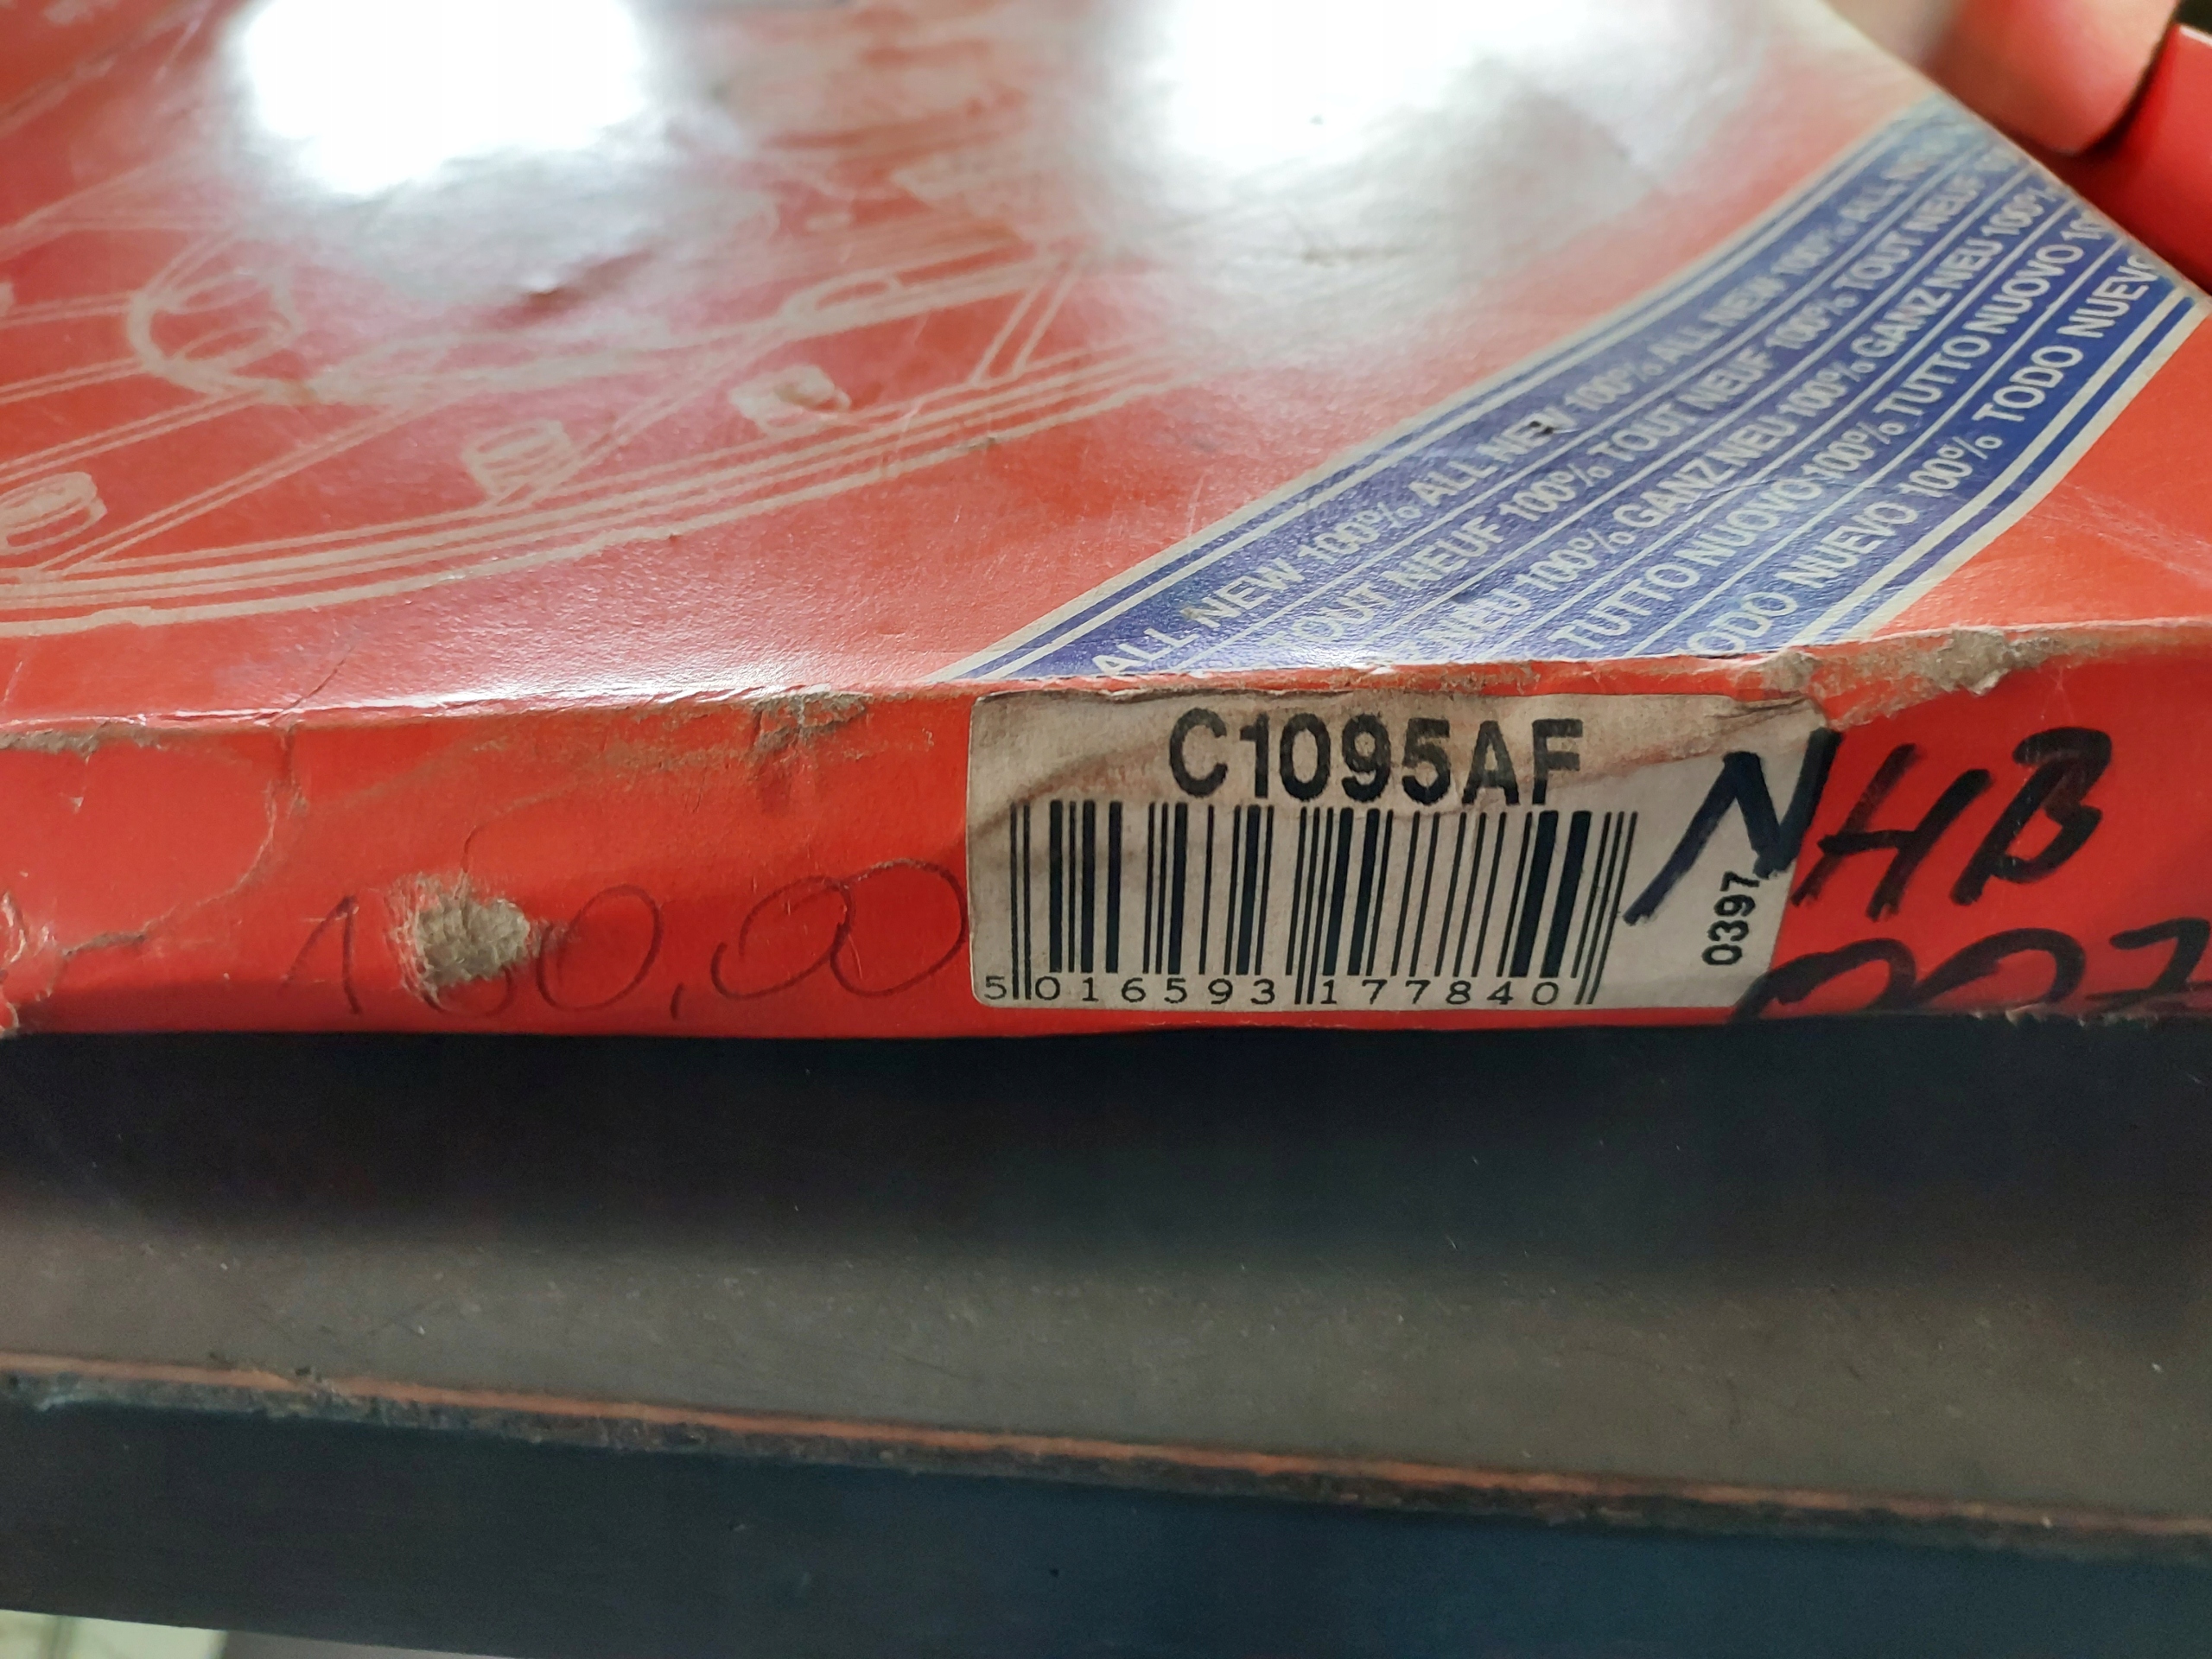 ALL NEW 100% ALL NEW 100% ALL NEW 100% ALL
TOUT NEUF 100% TOUT NEUF 100% TOUT NEUF
NEU 100% GANZ NEU 100% GANZ NEU 100%
TUTTO NUOVO 100% TUTTO NUOVO
TODO NUEVO 100% TODO NUEVO
C1095AF
5 016593 177840
0397
NHB